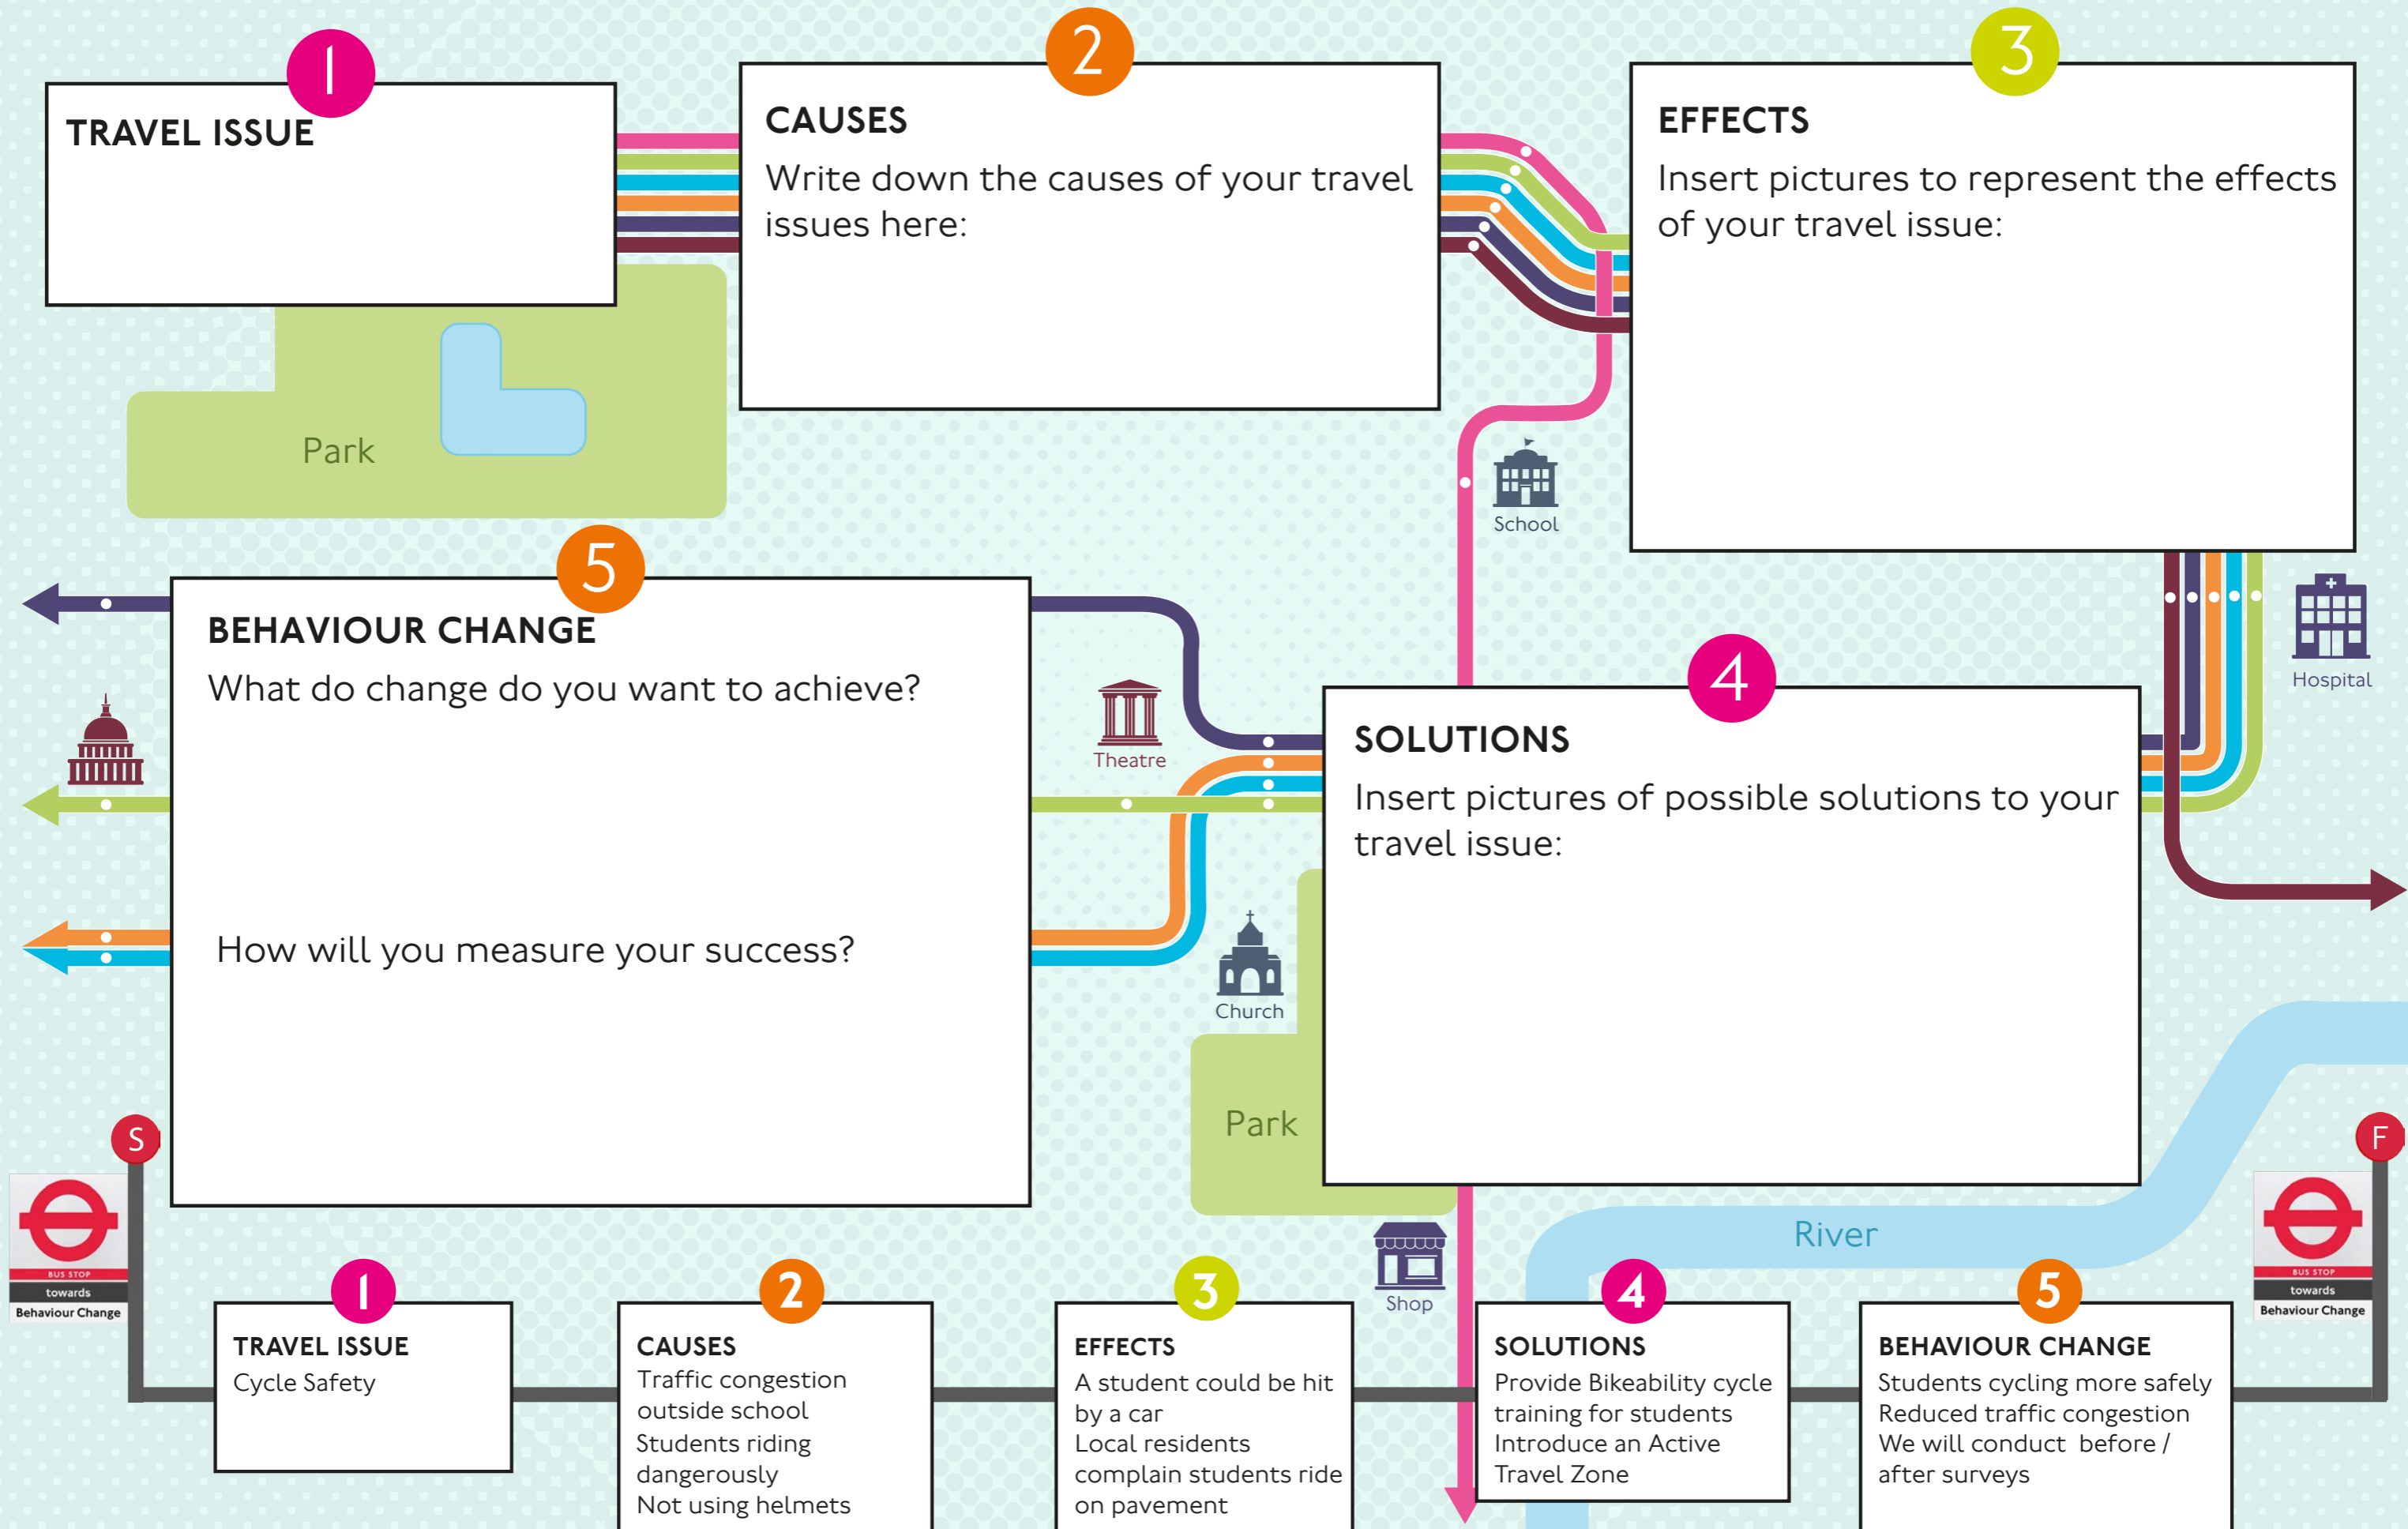 1
TRAVEL ISSUE
2
CAUSES
Write down the causes of your travel
issues here:
3
EFFECTS
Insert pictures to represent the effects
of your travel issue:
Park
School
Hospital
5
BEHAVIOUR CHANGE
What do change do you want to achieve?
How will you measure your success?
Theatre
4
SOLUTIONS
Insert pictures of possible solutions to your
travel issue:
Church
Park
River
Shop
S
BUS STOP
towards
Behaviour Change
1
TRAVEL ISSUE
Cycle Safety
2
CAUSES
Traffic congestion
outside school
Students riding
dangerously
Not using helmets
3
EFFECTS
A student could be hit
by a car
Local residents
complain students ride
on pavement
4
SOLUTIONS
Provide Bikeability cycle
training for students
Introduce an Active
Travel Zone
5
BEHAVIOUR CHANGE
Students cycling more safely
Reduced traffic congestion
We will conduct before /
after surveys
F
BUS STOP
towards
Behaviour Change